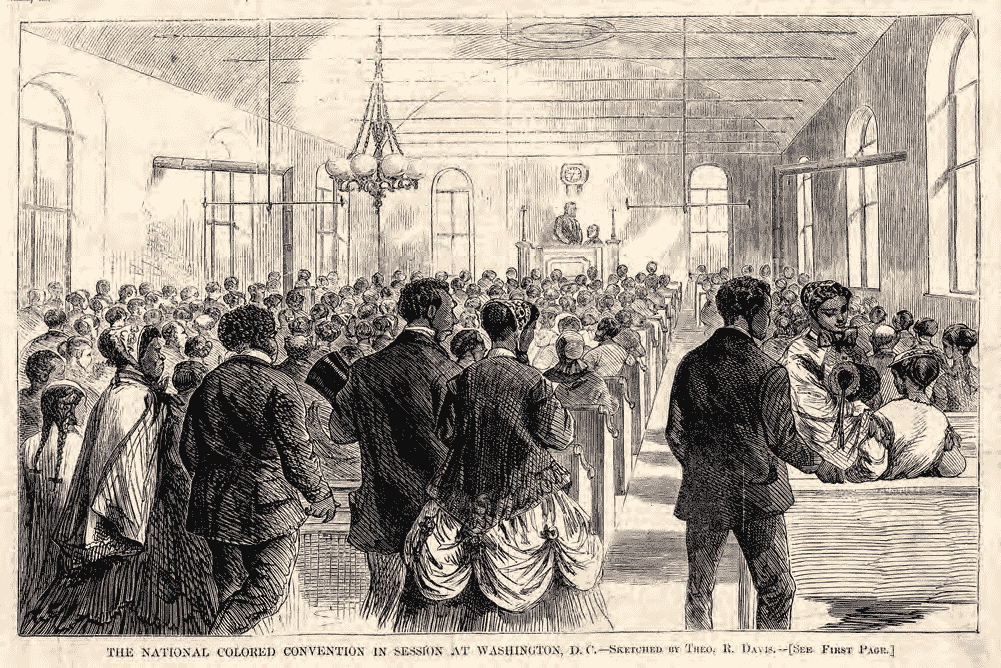 THE NATIONAL COLORED CONVENTION IN SESSION AT WASHINGTON, D. C.—SKETCHED BY THEO. R. DAVIS.—[SEE FIRST PAGE.]